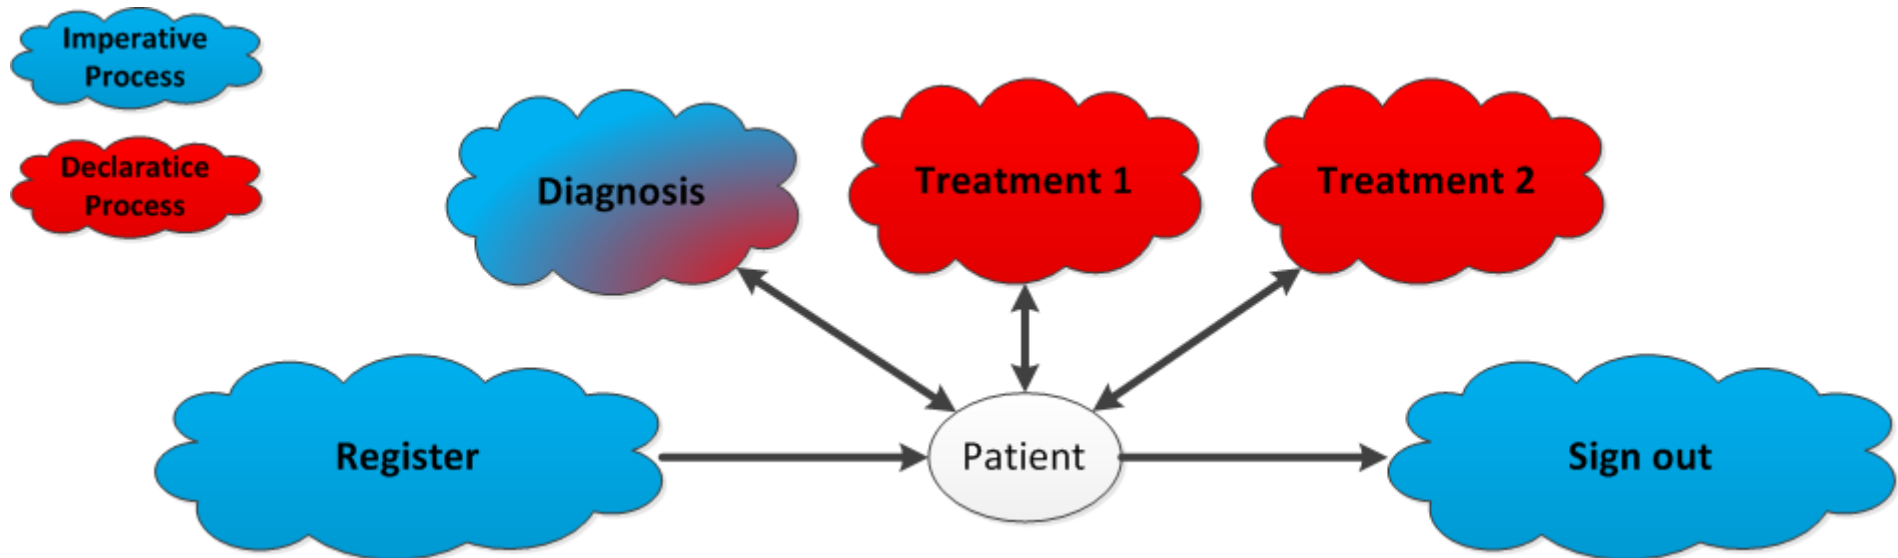 Imperative
Process
Declaratice
Process
Diagnosis
Treatment 1
Treatment 2
Register
Patient
Sign out